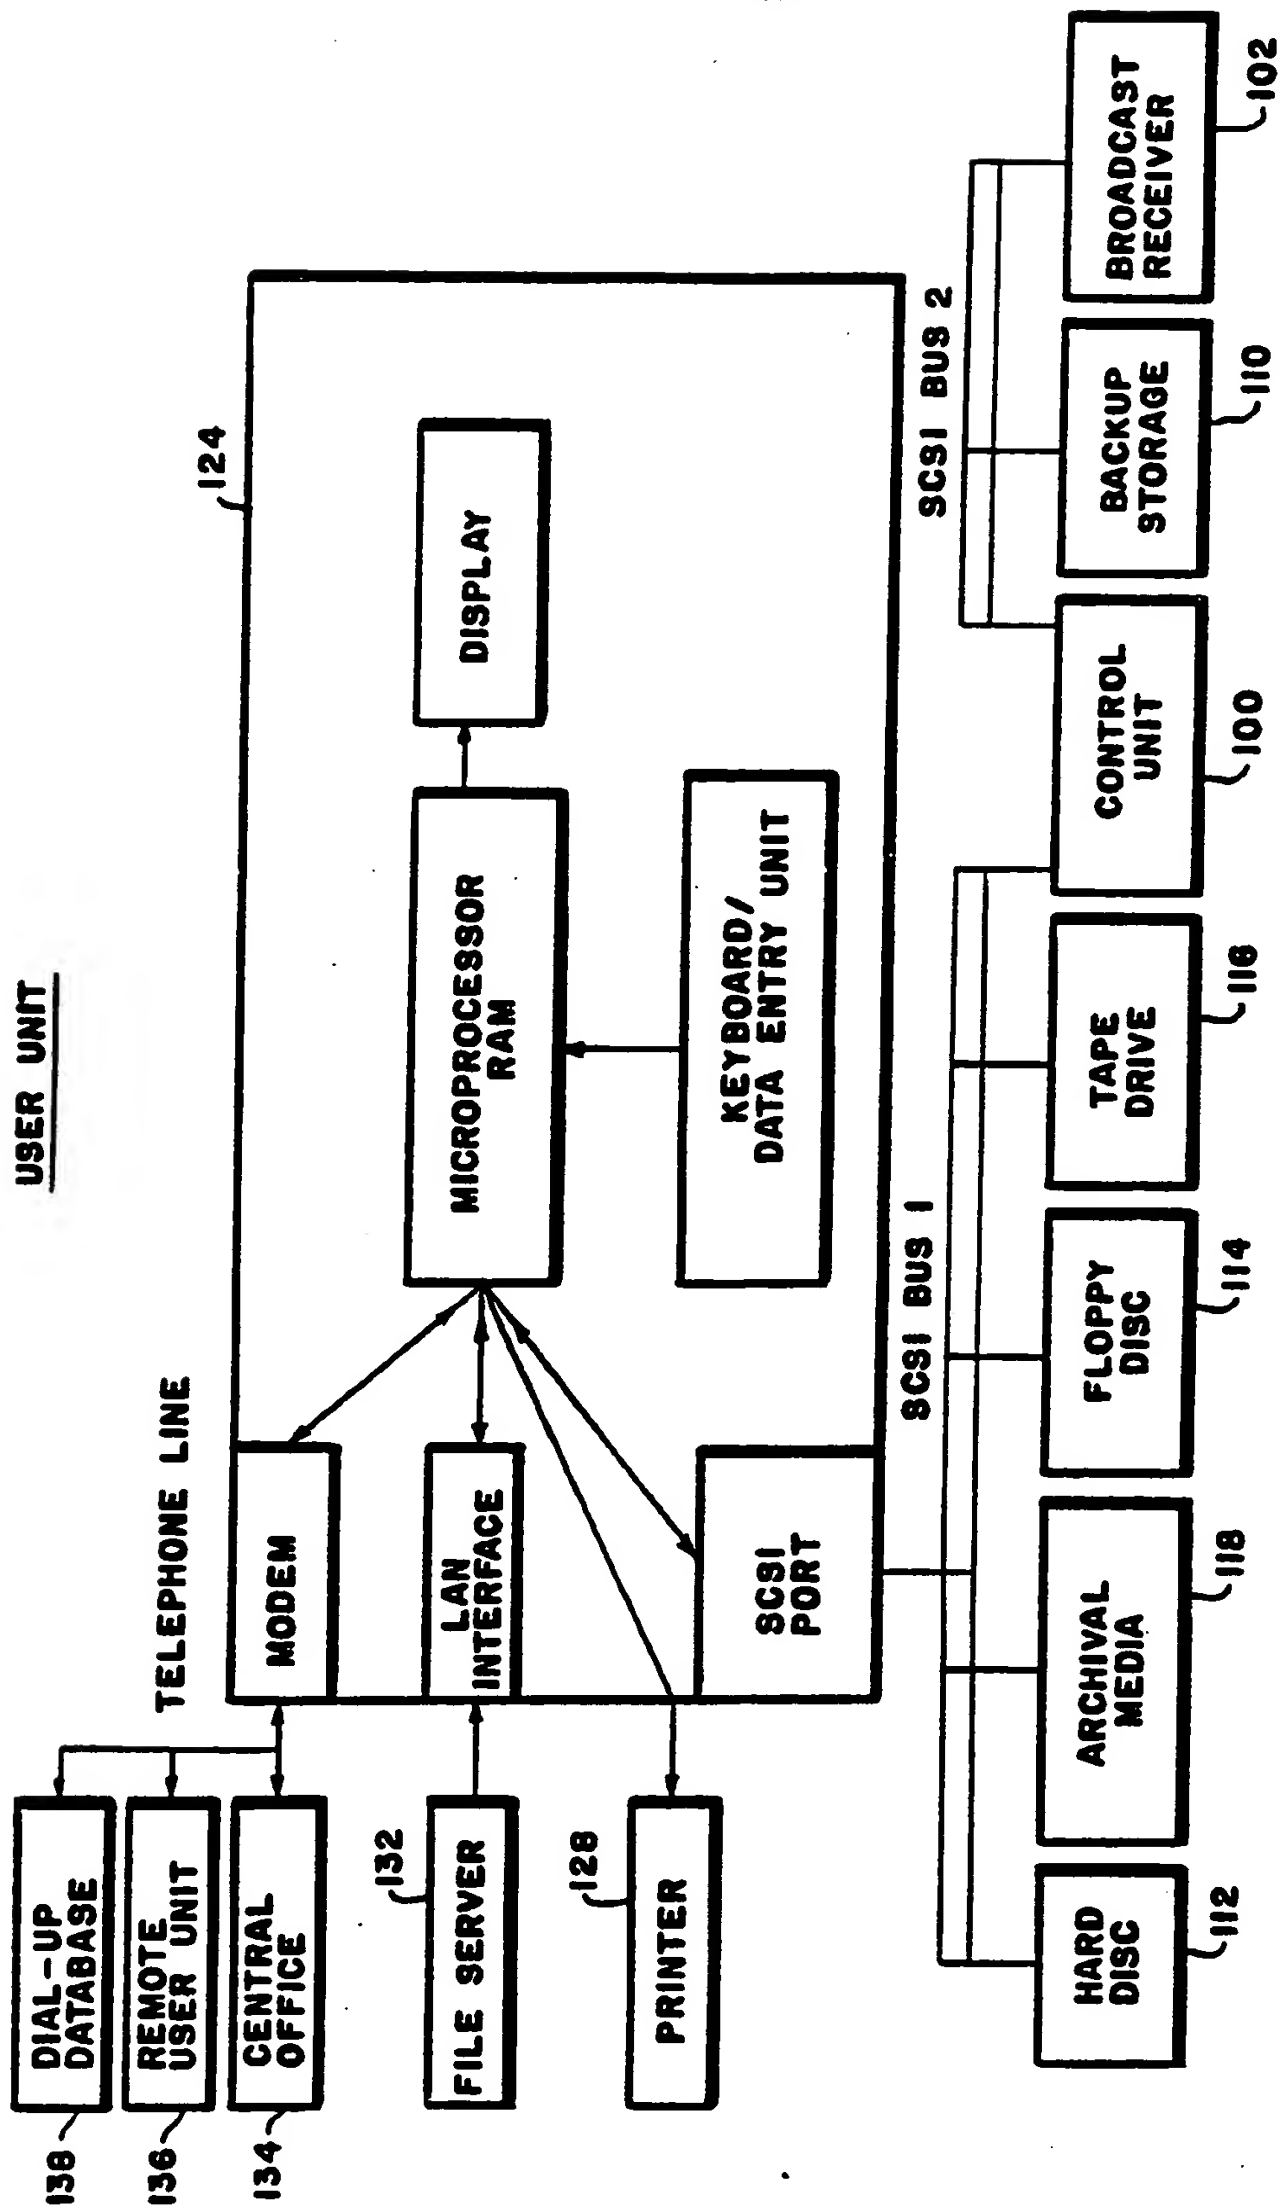 USER UNIT
138
DIAL-UP
DATABASE
136
REMOTE
USER UNIT
134
CENTRAL
OFFICE
TELEPHONE LINE
124
MODEM
132
FILE SERVER
LAN
INTERFACE
MICROPROCESSOR
RAM
DISPLAY
128
PRINTER
KEYBOARD/
DATA ENTRY UNIT
SCSI
PORT
SCSI BUS 1
SCSI BUS 2
HARD
DISC
112
ARCHIVAL
MEDIA
118
FLOPPY
DISC
114
TAPE
DRIVE
116
CONTROL
UNIT
100
BACKUP
STORAGE
110
BROADCAST
RECEIVER
102